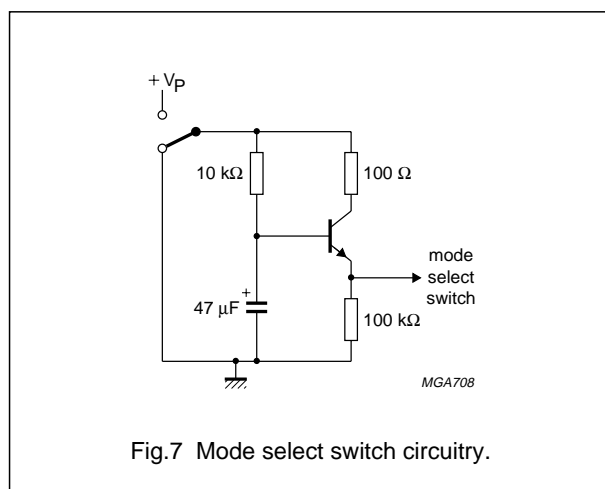 + VP
10 kΩ
100 Ω
mode
select
switch
+
47 µF
100 kΩ
MGA708
Fig.7 Mode select switch circuitry.